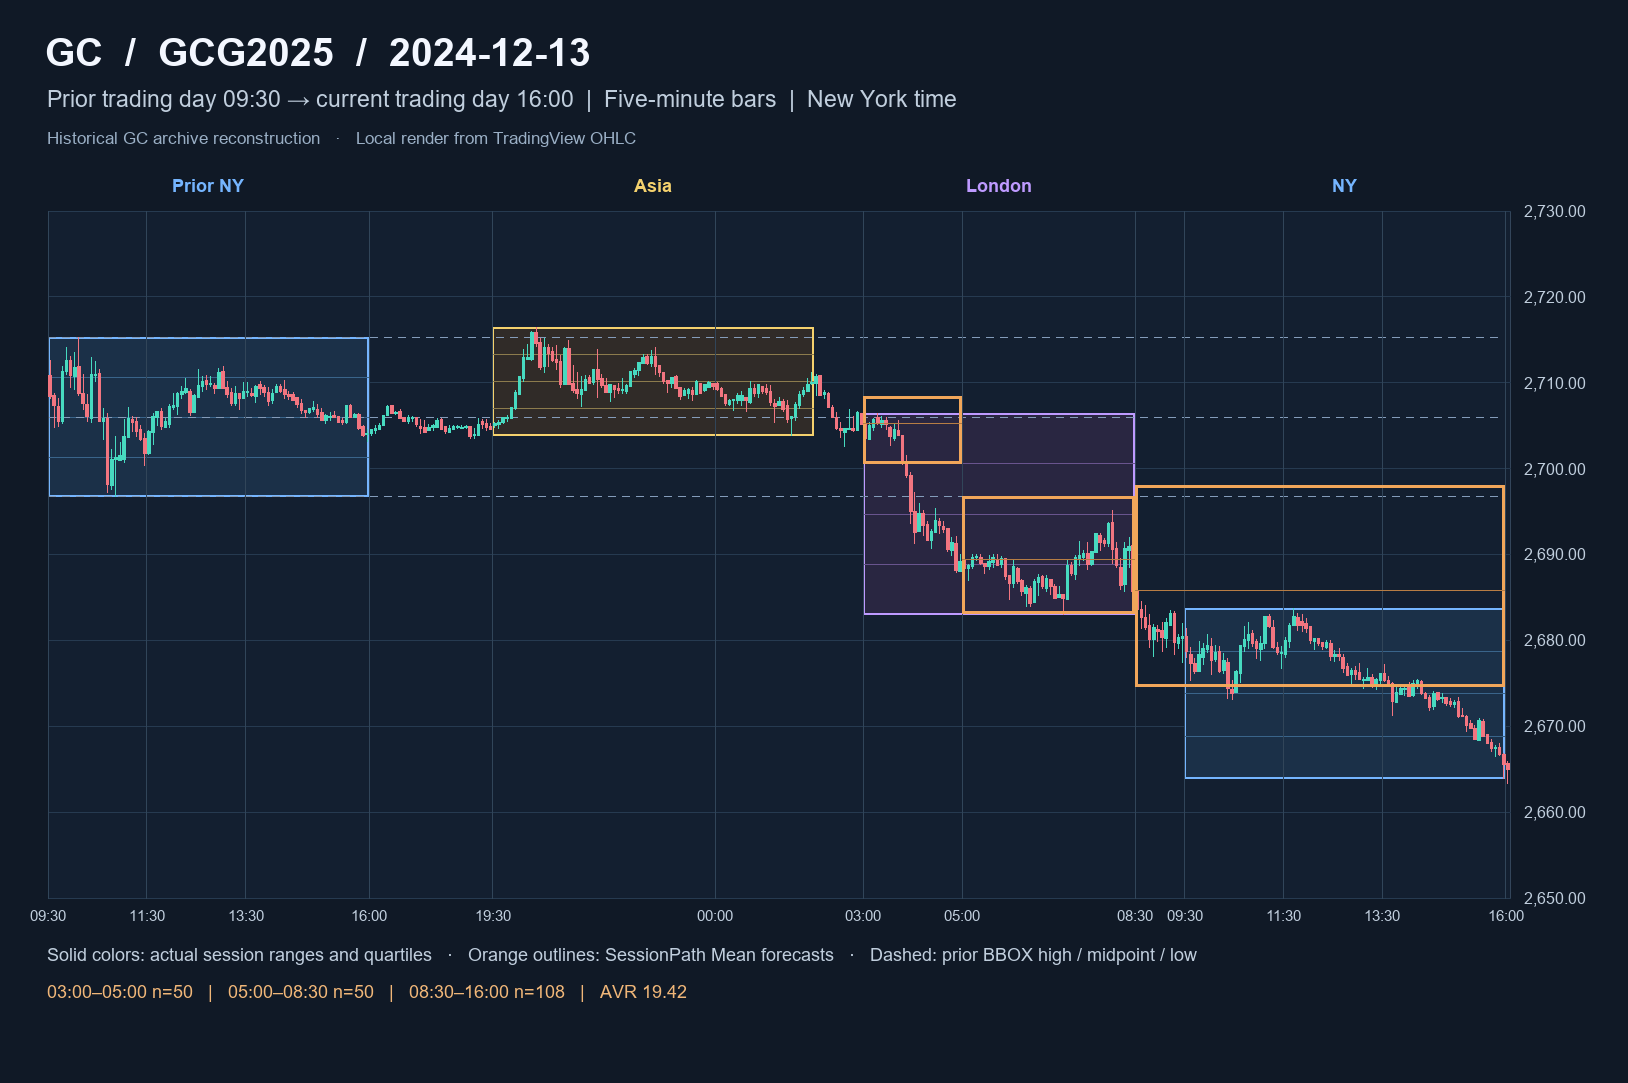 GC / GCG2025 / 2024-12-13
Prior trading day 09:30 → current trading day 16:00 | Five-minute bars | New York time
Historical GC archive reconstruction · Local render from TradingView OHLC
Prior NY
Asia
London
NY
2,730.00
2,720.00
2,710.00
2,700.00
2,690.00
2,680.00
2,670.00
2,660.00
2,650.00
09:30 11:30 13:30 16:00 19:30 00:00 03:00 05:00 08:30 09:30 11:30 13:30 16:00
Solid colors: actual session ranges and quartiles · Orange outlines: SessionPath Mean forecasts · Dashed: prior BBOX high / midpoint / low
03:00–05:00 n=50 | 05:00–08:30 n=50 | 08:30–16:00 n=108 | AVR 19.42